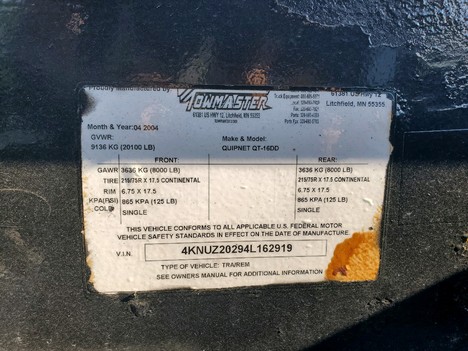 Proudly Manufactured By
TOWMASTER
61381 US HWY 12, Litchfield, MN 55355
61381 US Hwy 12
Litchfield, MN 55355
Month & Year: 04 2004
GVWR: Make & Model:
9136 KG (20100 LB) QUIPNET QT-16DD
FRONT: REAR:
GAWR 3636 KG (8000 LB) 3636 KG (8000 LB)
TIRE 215/75R X 17.5 CONTINENTAL 215/75R X 17.5 CONTINENTAL
RIM 6.75 X 17.5 6.75 X 17.5
KPA(PSI) 865 KPA (125 LB) 865 KPA (125 LB)
COLD SINGLE SINGLE
THIS VEHICLE CONFORMS TO ALL APPLICABLE U.S. FEDERAL MOTOR
VEHICLE SAFETY STANDARDS IN EFFECT ON THE DATE OF MANUFACTURE.
V.I.N. 4KNUZ20294L162919
TYPE OF VEHICLE: TRA/REM
SEE OWNERS MANUAL FOR ADDITIONAL INFORMATION